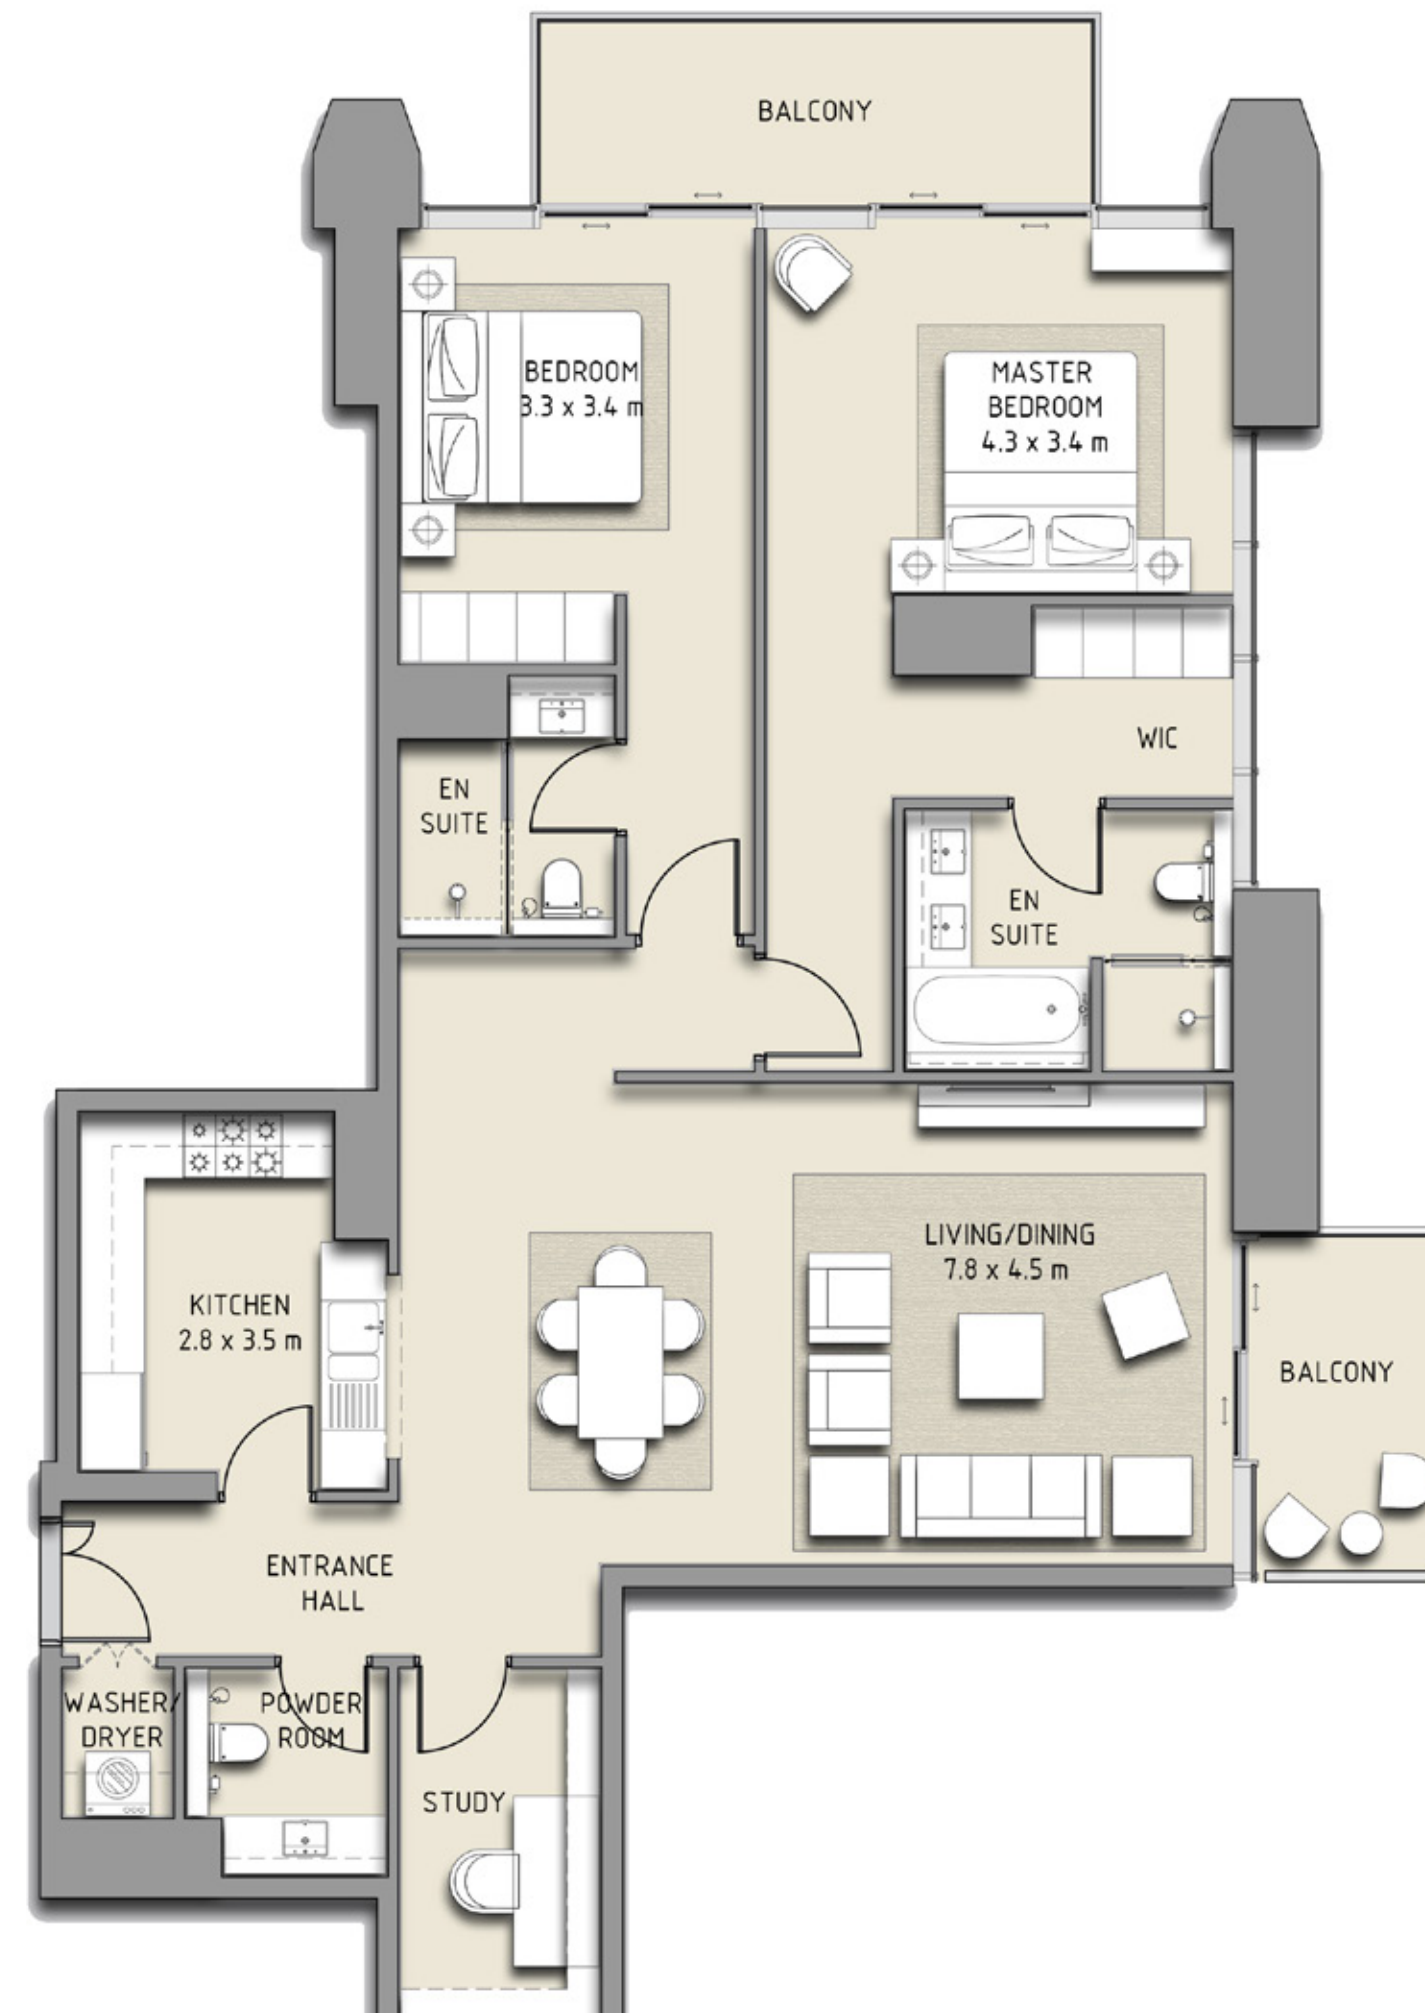 BALCONY
BEDROOM
3.3 x 3.4 m
MASTER
BEDROOM
4.3 x 3.4 m
WIC
EN
SUITE
EN
SUITE
LIVING/DINING
7.8 x 4.5 m
KITCHEN
2.8 x 3.5 m
BALCONY
ENTRANCE
HALL
WASHER/
DRYER
POWDER
ROOM
STUDY